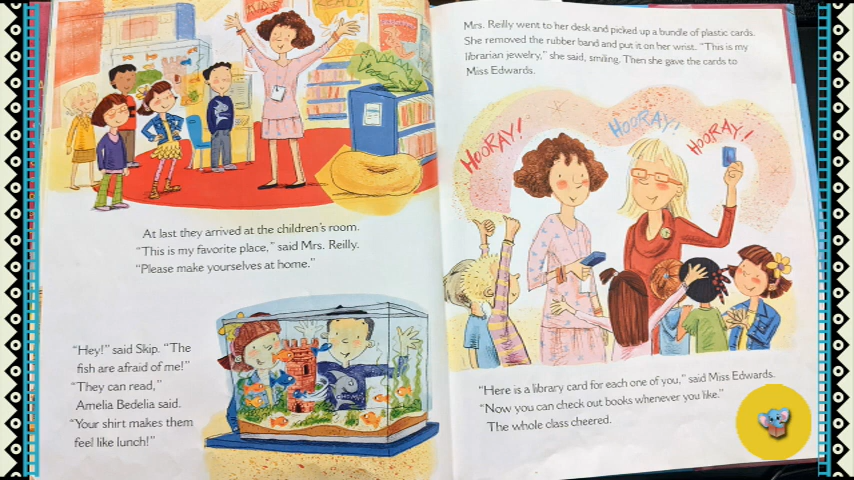 At last they arrived at the children's room.
"This is my favorite place," said Mrs. Reilly.
"Please make yourselves at home."
"Hey!" said Skip. "The
fish are afraid of me!"
"They can read,"
Amelia Bedelia said.
"Your shirt makes them
feel like lunch!"
Mrs. Reilly went to her desk and picked up a bundle of plastic cards.
She removed the rubber band and put it on her wrist. "This is my
librarian jewelry," she said, smiling. Then she gave the cards to
Miss Edwards.
HOORAY!
HOORAY!
HOORAY!
"Here is a library card for each one of you," said Miss Edwards.
"Now you can check out books whenever you like."
The whole class cheered.